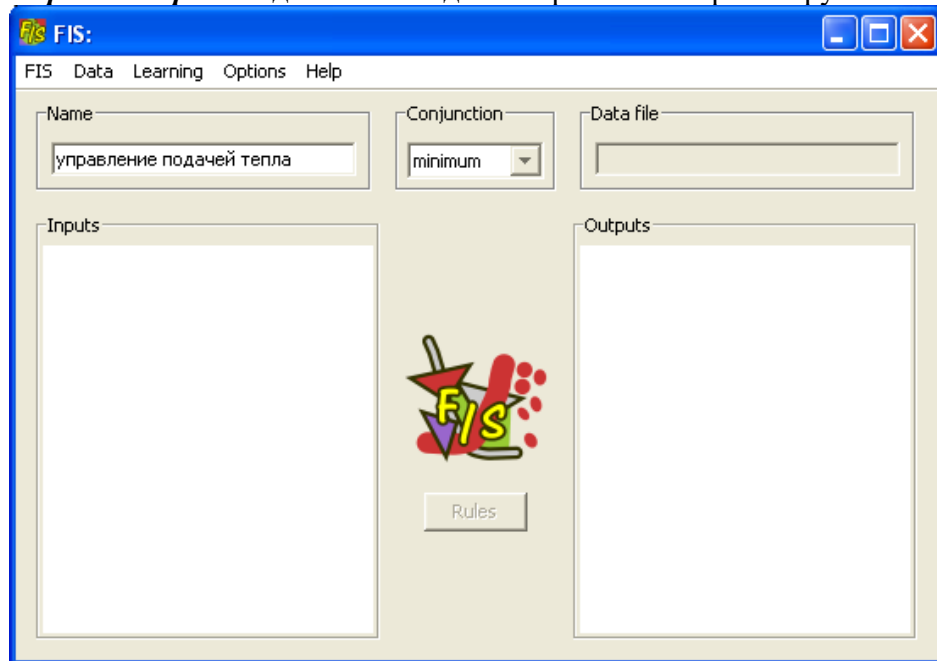 FIS:
FIS Data Learning Options Help
Name Conjunction Data file
управление подачей тепла minimum
Inputs Outputs
FIS
Rules